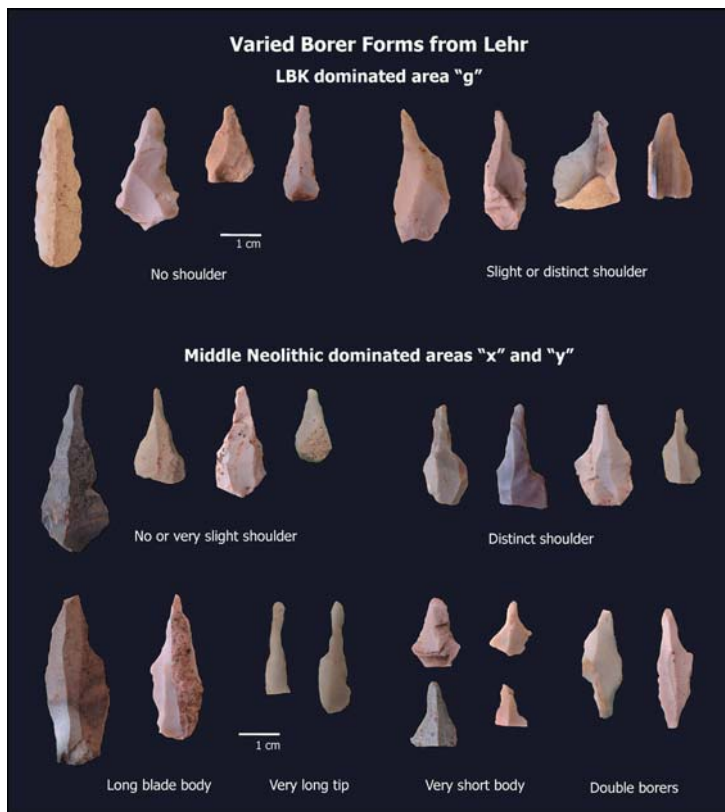 Varied Borer Forms from Lehr
LBK dominated area “g”
1 cm
No shoulder
Slight or distinct shoulder
Middle Neolithic dominated areas “x” and “y”
No or very slight shoulder
Distinct shoulder
1 cm
Long blade body
Very long tip
Very short body
Double borers